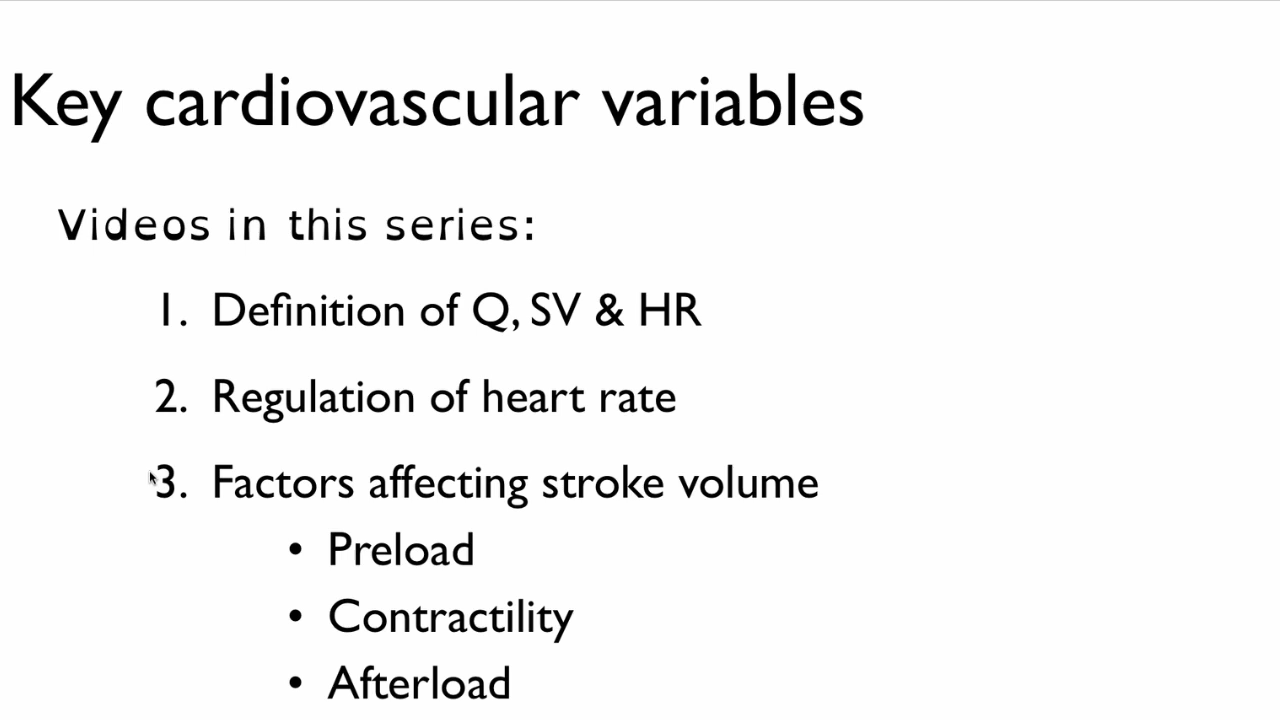 Key cardiovascular variables
Videos in this series:
1. Definition of Q, SV & HR
2. Regulation of heart rate
3. Factors affecting stroke volume
• Preload
• Contractility
• Afterload